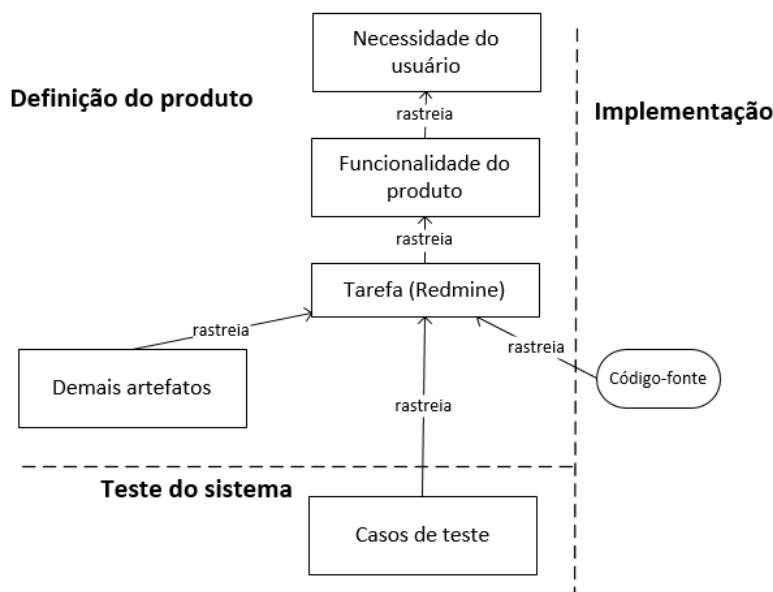 Necessidade do
usuário
Definição do produto
Implementação
rastreia
Funcionalidade do
produto
rastreia
Tarefa (Redmine)
rastreia
rastreia
Demais artefatos
Código-fonte
rastreia
Teste do sistema
Casos de teste